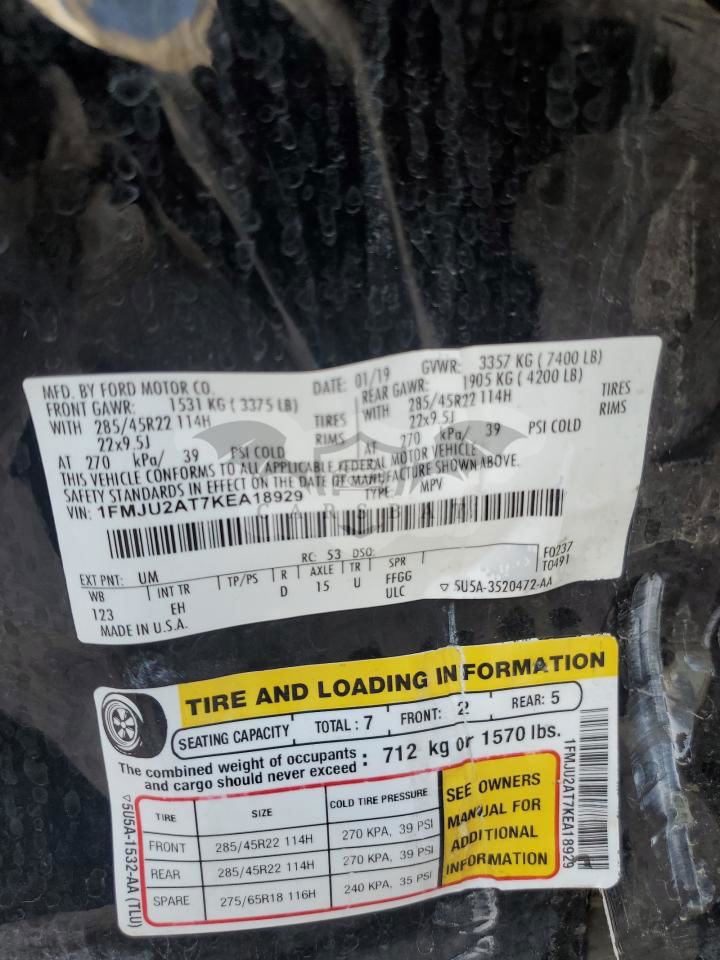 MFD. BY FORD MOTOR CO. DATE: 01/19 GVWR: 3357 KG ( 7400 LB)
FRONT GAWR: 1531 KG ( 3375 LB) REAR GAWR: 1905 KG ( 4200 LB)
WITH 285/45R22 114H TIRES WITH 285/45R22 114H TIRES
22x9.5J RIMS 22x9.5J RIMS
AT 270 kPa/ 39 PSI COLD AT 270 kPa/ 39 PSI COLD
THIS VEHICLE CONFORMS TO ALL APPLICABLE FEDERAL MOTOR VEHICLE
SAFETY STANDARDS IN EFFECT ON THE DATE OF MANUFACTURE SHOWN ABOVE.
VIN: 1FMJU2AT7KEA18929 TYPE: MPV
CARSBAT
EXT PNT: UM RC: 53 DSO: F0237
WB INT TR TP/PS R AXLE TR SPR T0491
123 EH D 15 U FFGG
ULC ▽ 5U5A-3520472-AA
MADE IN U.S.A.
TIRE AND LOADING INFORMATION
SEATING CAPACITY TOTAL : 7 FRONT: 2 REAR: 5
The combined weight of occupants and cargo should never exceed : 712 kg or 1570 lbs.
TIRE SIZE COLD TIRE PRESSURE
FRONT 285/45R22 114H 270 KPA, 39 PSI
REAR 285/45R22 114H 270 KPA, 39 PSI
SPARE 275/65R18 116H 240 KPA, 35 PSI
SEE OWNERS
MANUAL FOR
ADDITIONAL
INFORMATION
1FMJU2AT7KEA18929
▽5U5A-1532-AA (TLU)